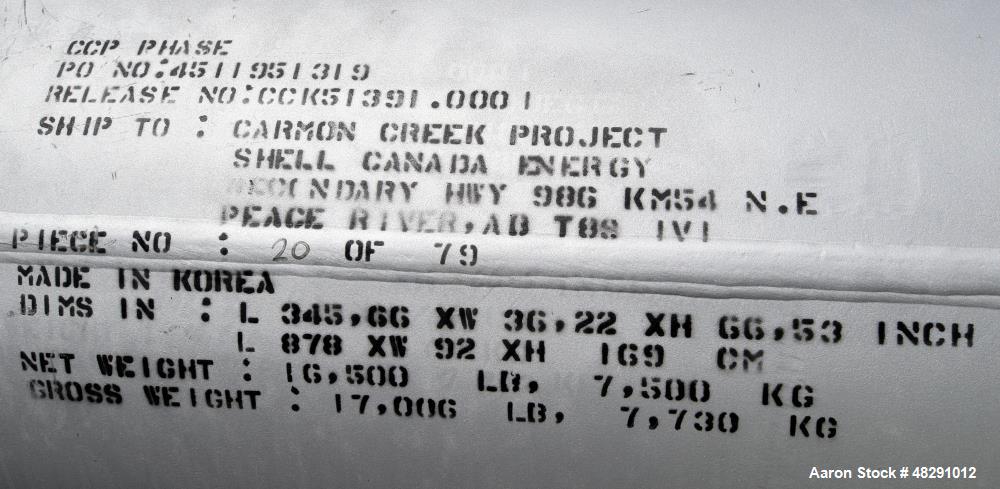 CCP PHASE
PO NO:4511951319
RELEASE NO:CCK51391.0001
SHIP TO : CARMON CREEK PROJECT
SHELL CANADA ENERGY
SECONDARY HWY 986 KM54 N.E
PEACE RIVER,AB T8S 1V1
PIECE NO : 20 OF 79
MADE IN KOREA
DIMS IN : L 345,66 XW 36,22 XH 66,53 INCH
L 878 XW 92 XH 169 CM
NET WEIGHT : 16,500 LB, 7,500 KG
GROSS WEIGHT : 17,006 LB, 7,730 KG
Aaron Stock # 48291012